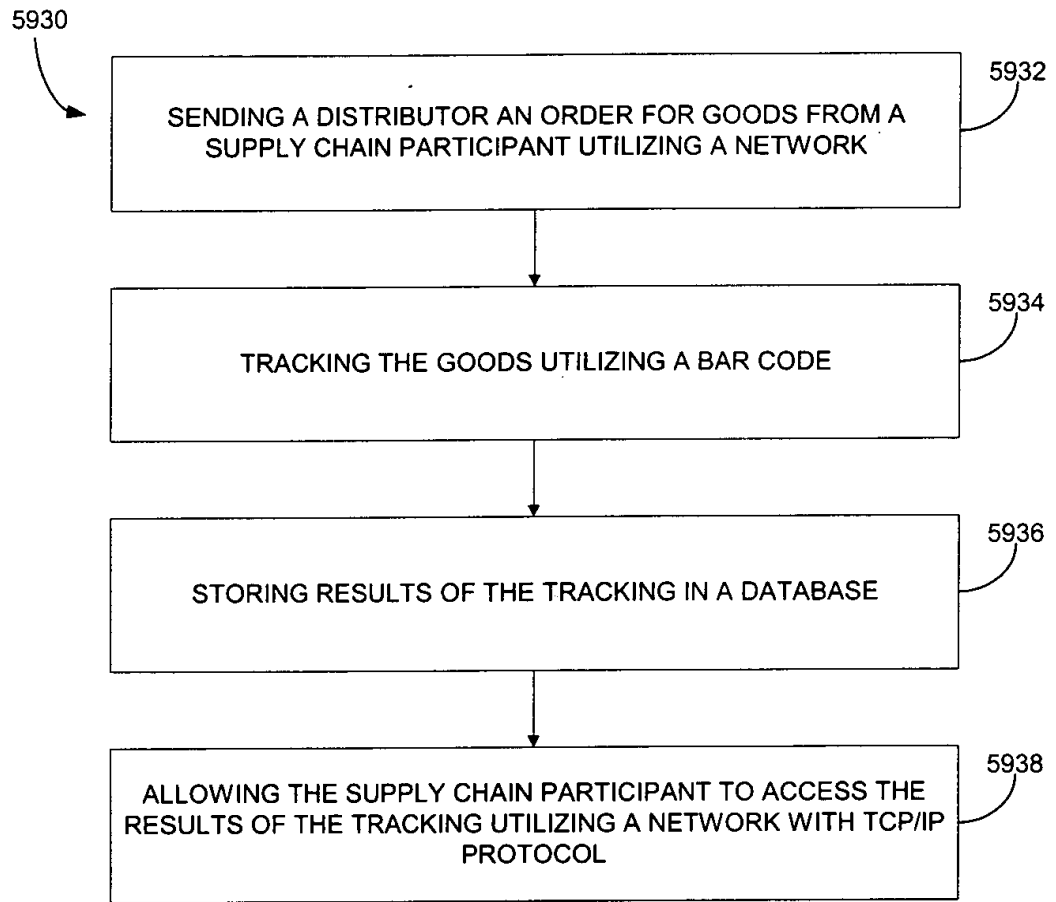 5930
5932
SENDING A DISTRIBUTOR AN ORDER FOR GOODS FROM A
SUPPLY CHAIN PARTICIPANT UTILIZING A NETWORK
5934
TRACKING THE GOODS UTILIZING A BAR CODE
5936
STORING RESULTS OF THE TRACKING IN A DATABASE
5938
ALLOWING THE SUPPLY CHAIN PARTICIPANT TO ACCESS THE
RESULTS OF THE TRACKING UTILIZING A NETWORK WITH TCP/IP
PROTOCOL